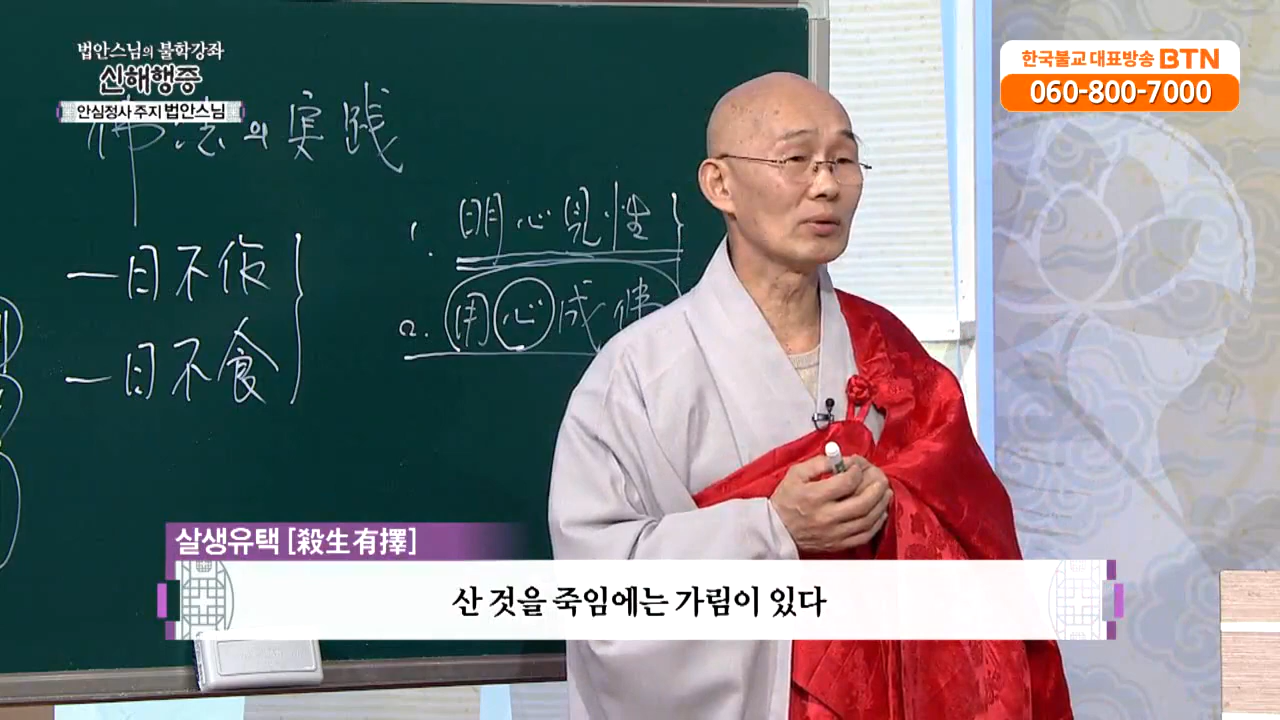 법안스님의 불학강좌
신해행증
안심정사 주지 법안스님
한국불교 대표방송 BTN
060-800-7000
佛法의 実践
一日不作
一日不食
1. 明心見性
2. 用心成佛
살생유택 [殺生有擇]
산 것을 죽임에는 가림이 있다